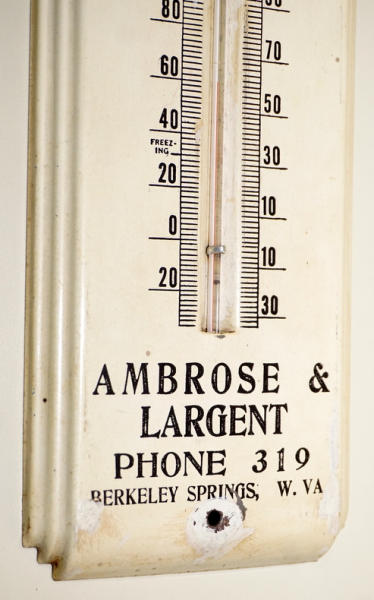 80
60
70
50
40
FREEZ-
ING
30
20
10
0
10
20
30
AMBROSE &
LARGENT
PHONE 319
BERKELEY SPRINGS, W. VA